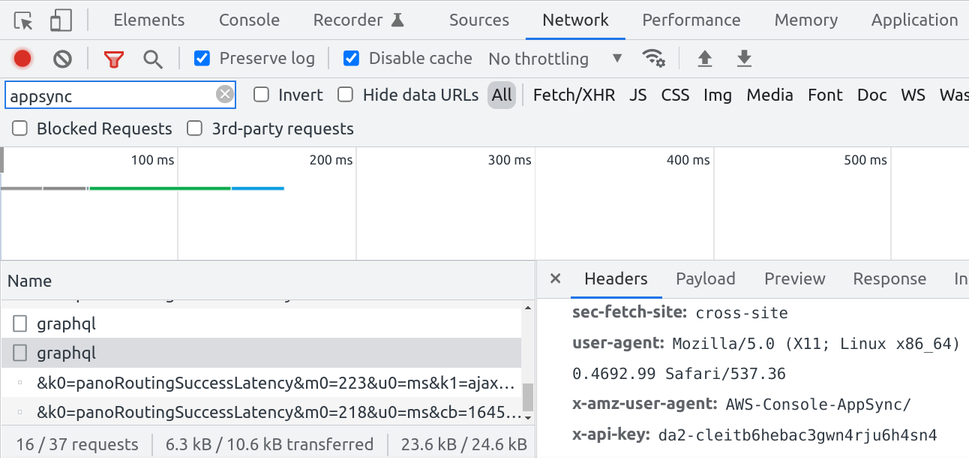 Elements Console Recorder Sources Network Performance Memory Application
Preserve log Disable cache No throttling
appsync Invert Hide data URLs All Fetch/XHR JS CSS Img Media Font Doc WS Was
Blocked Requests 3rd-party requests
100 ms 200 ms 300 ms 400 ms 500 ms
Name
graphql
graphql
&k0=panoRoutingSuccessLatency&m0=223&u0=ms&k1=ajax...
&k0=panoRoutingSuccessLatency&m0=218&u0=ms&cb=1645...
16 / 37 requests 6.3 kB / 10.6 kB transferred 23.6 kB / 24.6 kB
Headers Payload Preview Response In
sec-fetch-site: cross-site
user-agent: Mozilla/5.0 (X11; Linux x86_64)
0.4692.99 Safari/537.36
x-amz-user-agent: AWS-Console-AppSync/
x-api-key: da2-cleitb6hebac3gwn4rju6h4sn4